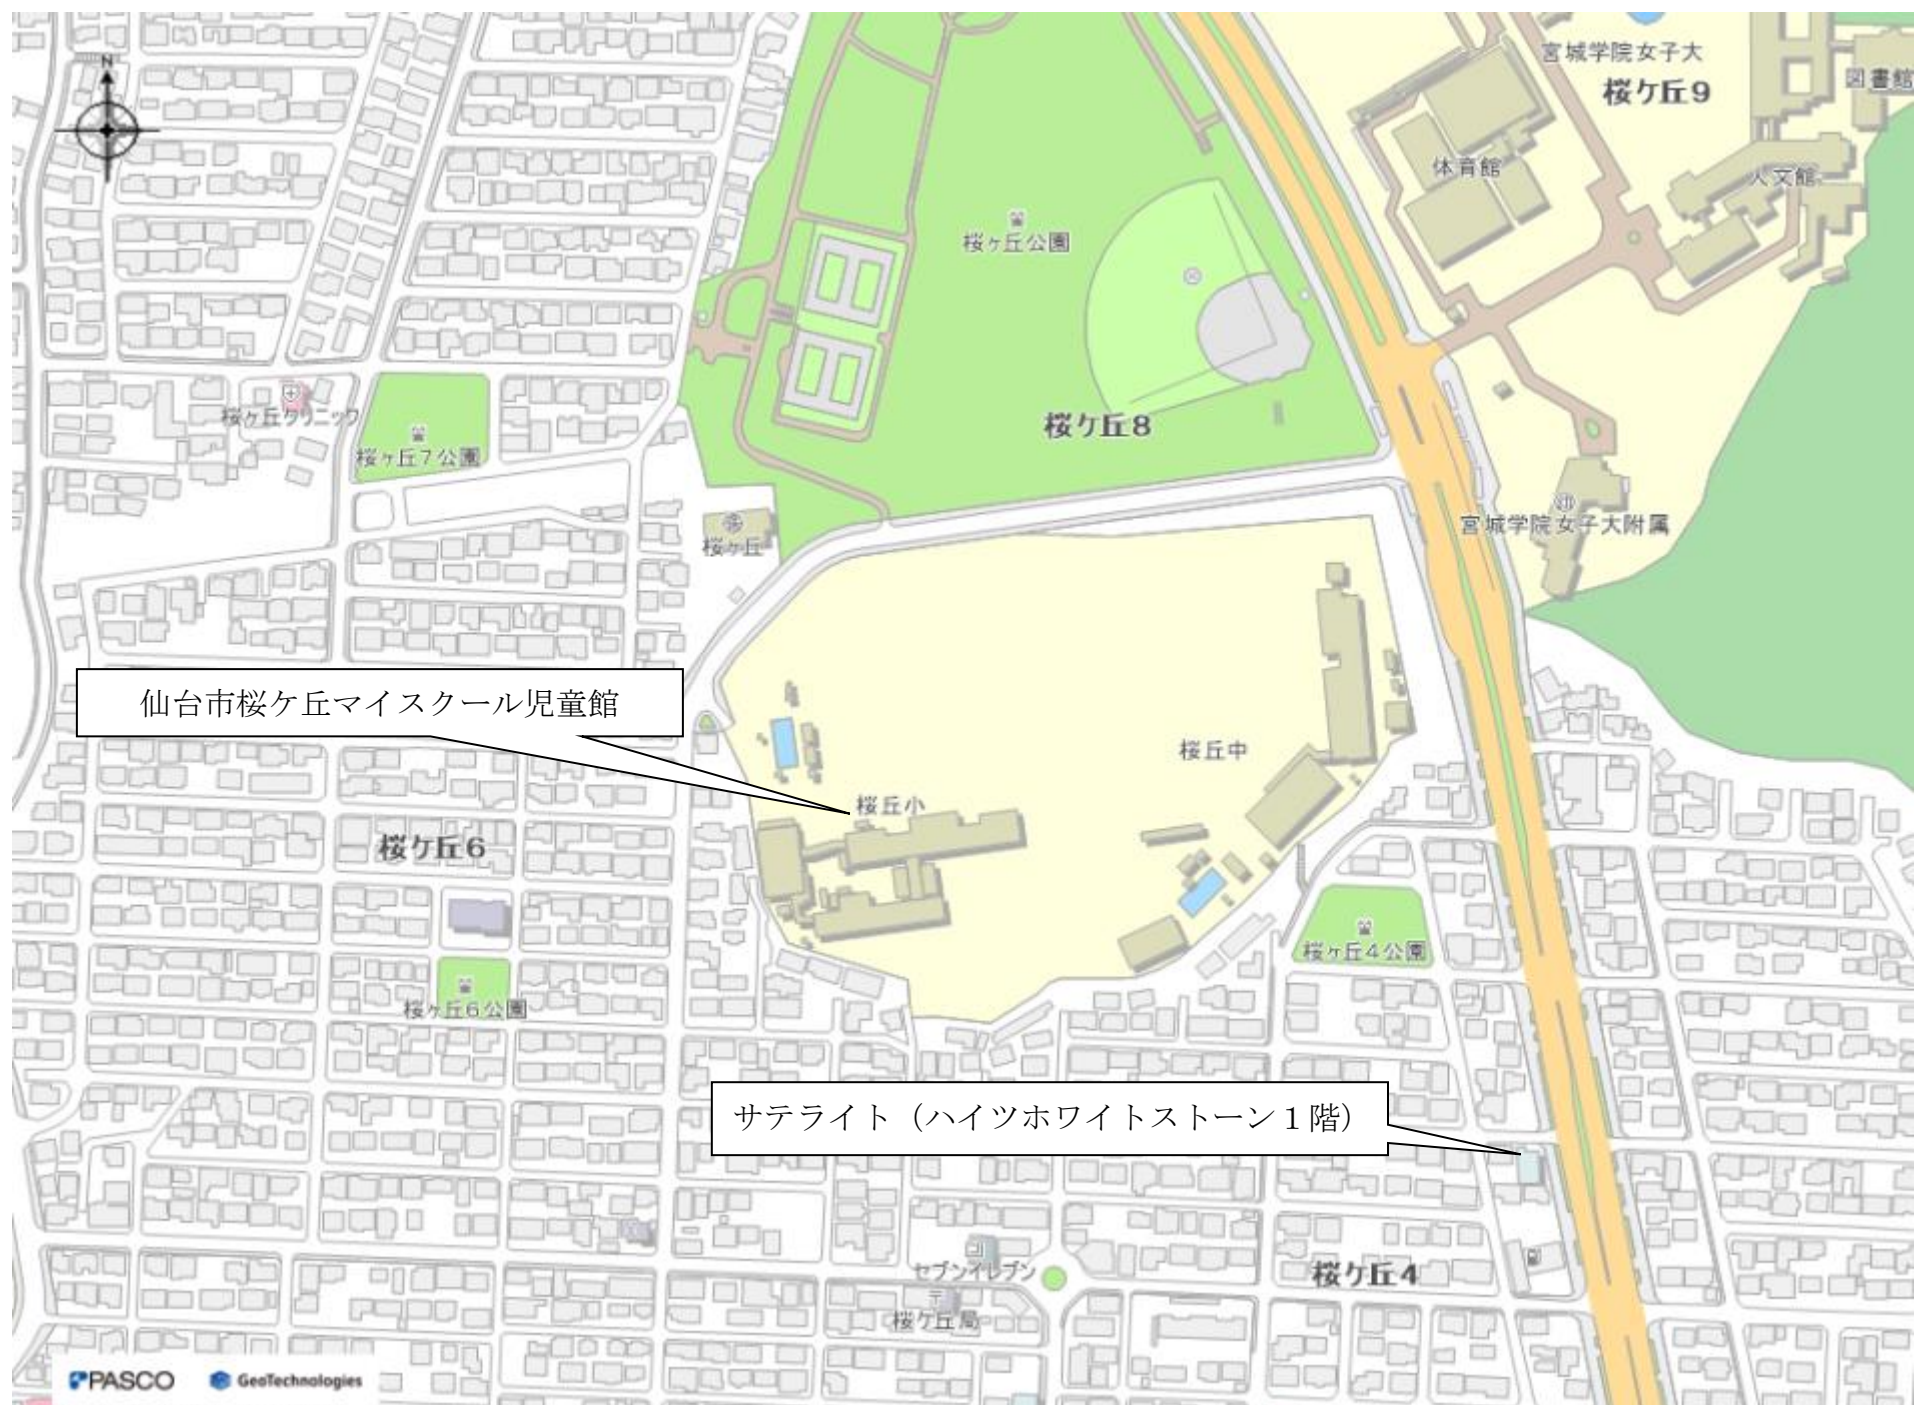 N
宮城学院女子大
桜ケ丘9
図書館
体育館
人文館
桜ヶ丘公園
桜ケ丘8
桜ヶ丘クリニック
桜ヶ丘7公園
桜ヶ丘
宮城学院女子大附属
仙台市桜ケ丘マイスクール児童館
桜丘中
桜丘小
桜ケ丘6
桜ヶ丘4公園
桜ヶ丘6公園
サテライト（ハイツホワイトストーン１階）
セブンイレブン
桜ケ丘4
桜ケ丘局
PASCO GeoTechnologies